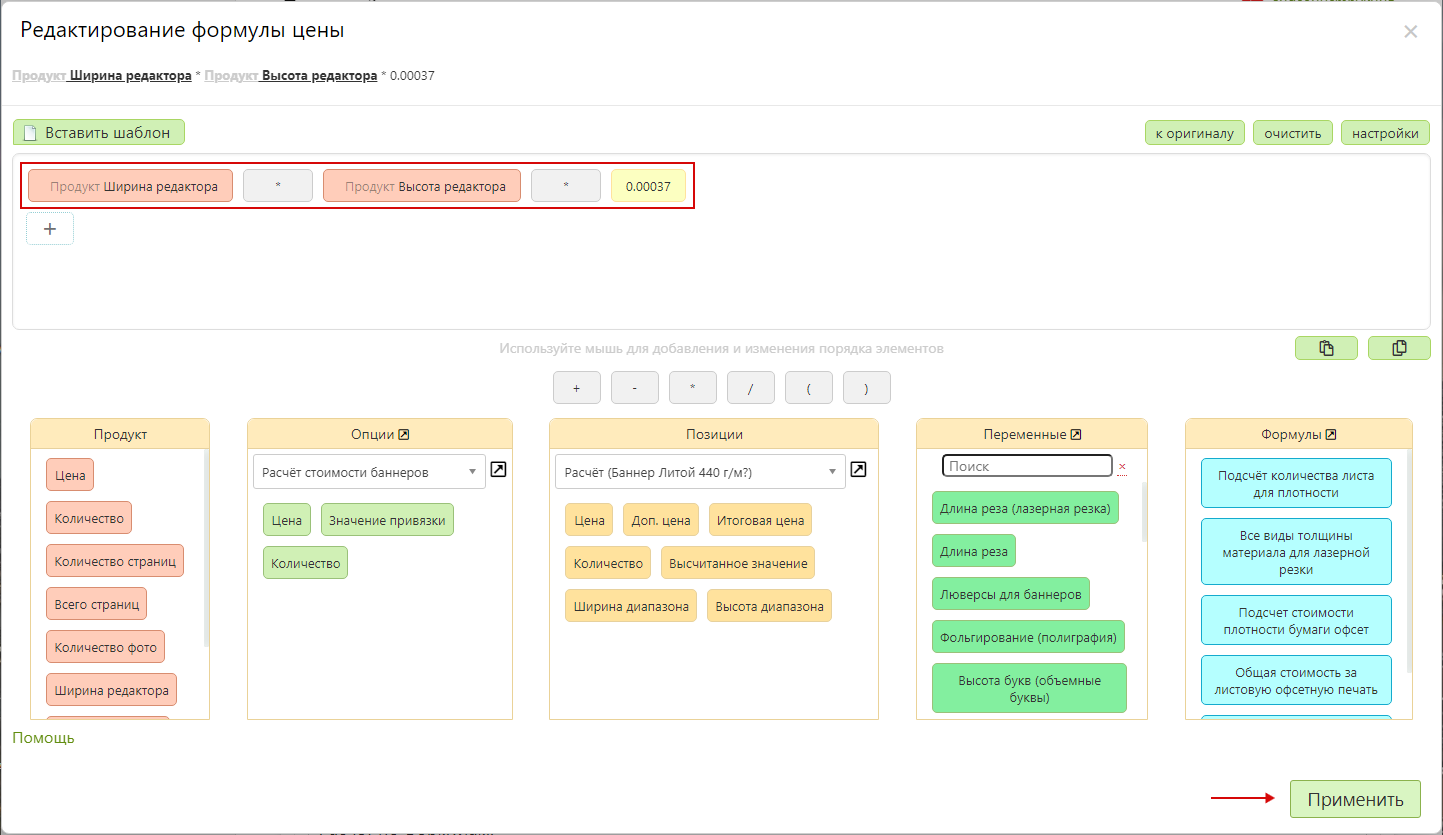 Редактирование формулы цены
×
Продукт Ширина редактора * Продукт Высота редактора * 0.00037
Вставить шаблон
к оригиналу
очистить
настройки
Продукт Ширина редактора * Продукт Высота редактора * 0.00037
+
Используйте мышь для добавления и изменения порядка элементов
+ - * / ( )
Продукт
Цена
Количество
Количество страниц
Всего страниц
Количество фото
Ширина редактора
Опции
Расчёт стоимости баннеров
Цена
Значение привязки
Количество
Позиции
Расчёт (Баннер Литой 440 г/м?)
Цена
Доп. цена
Итоговая цена
Количество
Высчитанное значение
Ширина диапазона
Высота диапазона
Переменные
Поиск
×
Длина реза (лазерная резка)
Длина реза
Люверсы для баннеров
Фольгирование (полиграфия)
Высота букв (объемные
буквы)
Формулы
Подсчёт количества листа
для плотности
Все виды толщины
материала для лазерной
резки
Подсчет стоимости
плотности бумаги офсет
Общая стоимость за
листовую офсетную печать
Помощь
Применить